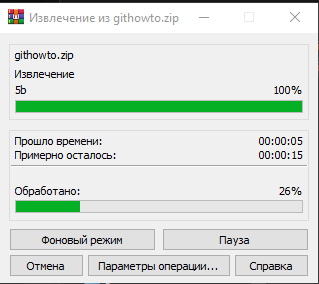 Извлечение из githowto.zip
githowto.zip
Извлечение
5b 100%
Прошло времени: 00:00:05
Примерно осталось: 00:00:15
Обработано: 26%
Фоновый режим Пауза
Отмена Параметры операции... Справка